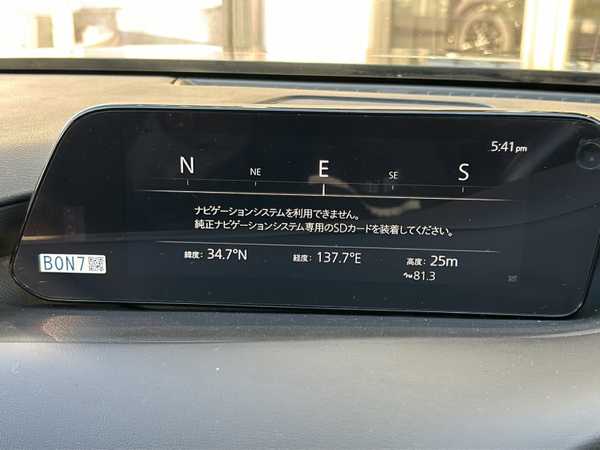 5:41pm
N NE E SE S
ナビゲーションシステムを利用できません。
純正ナビゲーションシステム専用のSDカードを装着してください。
緯度: 34.7°N 経度: 137.7°E 高度: 25m
81.3
BON7